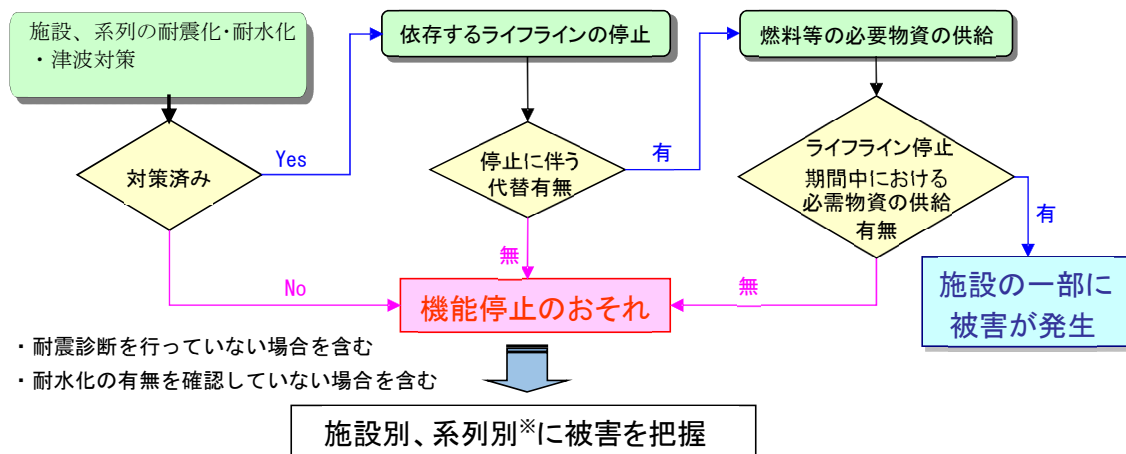 施設、系列の耐震化・耐水化
・津波対策
依存するライフラインの停止
燃料等の必要物資の供給
対策済み
Yes
停止に伴う
代替有無
有
ライフライン停止
期間中における
必需物資の供給
有無
有
No
無
無
機能停止のおそれ
施設の一部に
被害が発生
・耐震診断を行っていない場合を含む
・耐水化の有無を確認していない場合を含む
施設別、系列別※に被害を把握